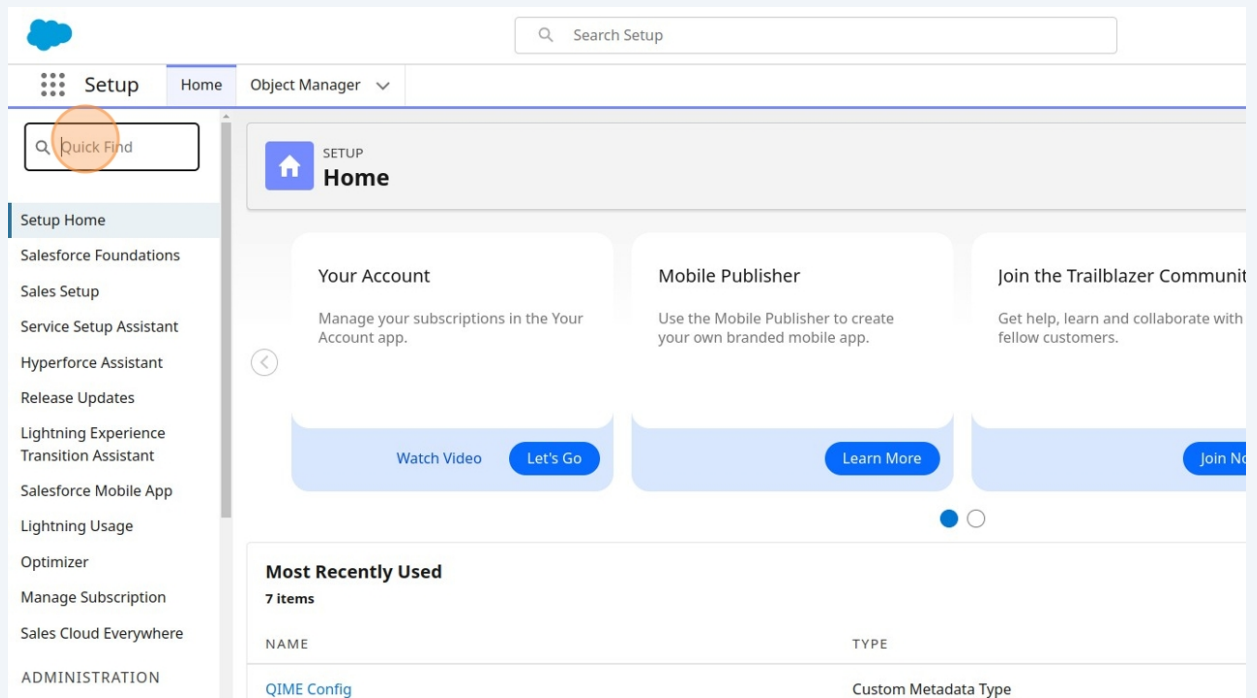 Search Setup
Setup
Home
Object Manager
Quick Find
Setup Home
Salesforce Foundations
Sales Setup
Service Setup Assistant
Hyperforce Assistant
Release Updates
Lightning Experience
Transition Assistant
Salesforce Mobile App
Lightning Usage
Optimizer
Manage Subscription
Sales Cloud Everywhere
ADMINISTRATION
SETUP
Home
Your Account
Manage your subscriptions in the Your
Account app.
Watch Video
Let's Go
Mobile Publisher
Use the Mobile Publisher to create
your own branded mobile app.
Learn More
Join the Trailblazer Communit
Get help, learn and collaborate with
fellow customers.
Join No
Most Recently Used
7 items
NAME TYPE
QIME Config Custom Metadata Type